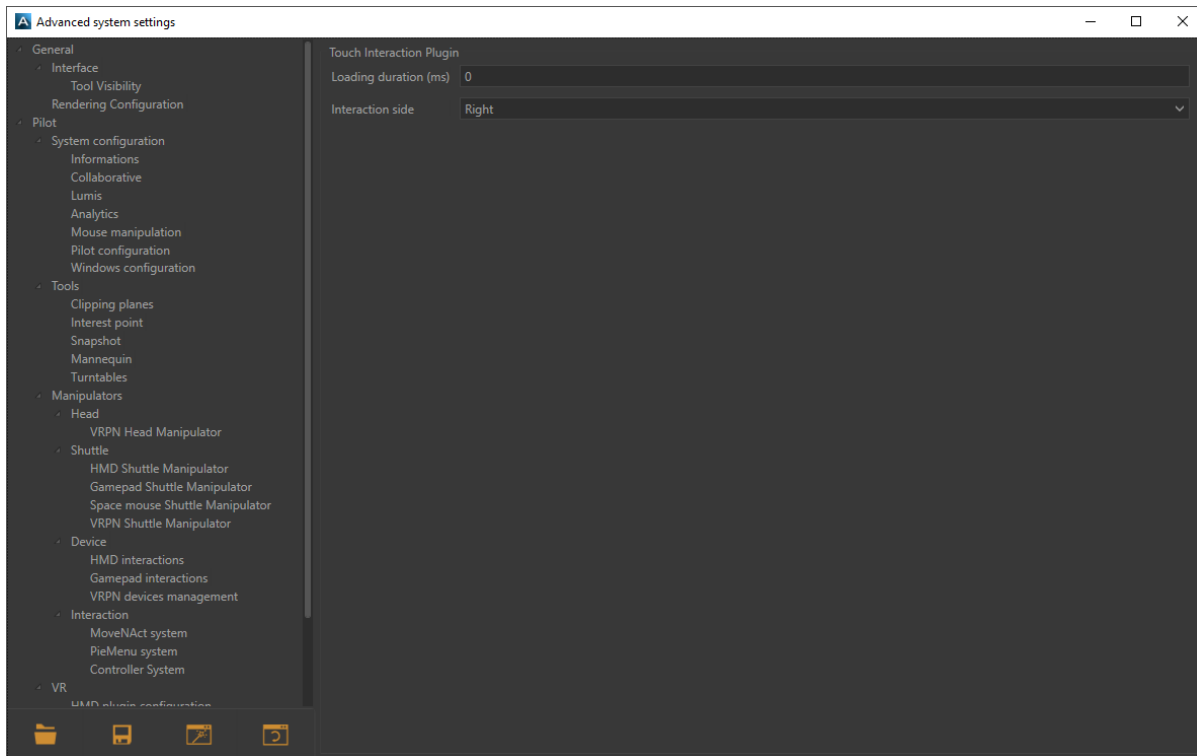 Advanced system settings
General
Interface
Tool Visibility
Rendering Configuration
Pilot
System configuration
Informations
Collaborative
Lumis
Analytics
Mouse manipulation
Pilot configuration
Windows configuration
Tools
Clipping planes
Interest point
Snapshot
Mannequin
Turntables
Manipulators
Head
VRPN Head Manipulator
Shuttle
HMD Shuttle Manipulator
Gamepad Shuttle Manipulator
Space mouse Shuttle Manipulator
VRPN Shuttle Manipulator
Device
HMD interactions
Gamepad interactions
VRPN devices management
Interaction
MoveNAct system
PieMenu system
Controller System
VR
HMD plugin configuration
Touch Interaction Plugin
Loading duration (ms) 0
Interaction side Right